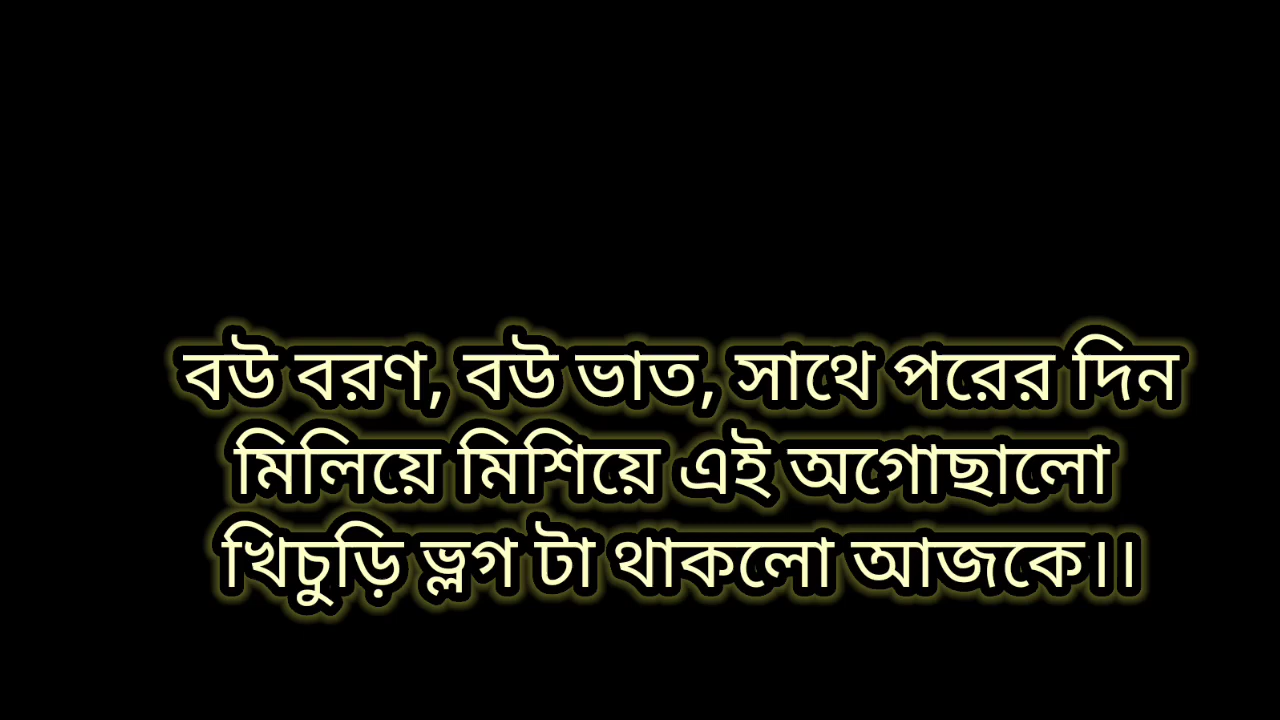 বউ বরণ, বউ ভাত, সাথে পরের দিন
মিলিয়ে মিশিয়ে এই অগোছালো
খিচুড়ি ভ্লগ টা থাকলো আজকে।।